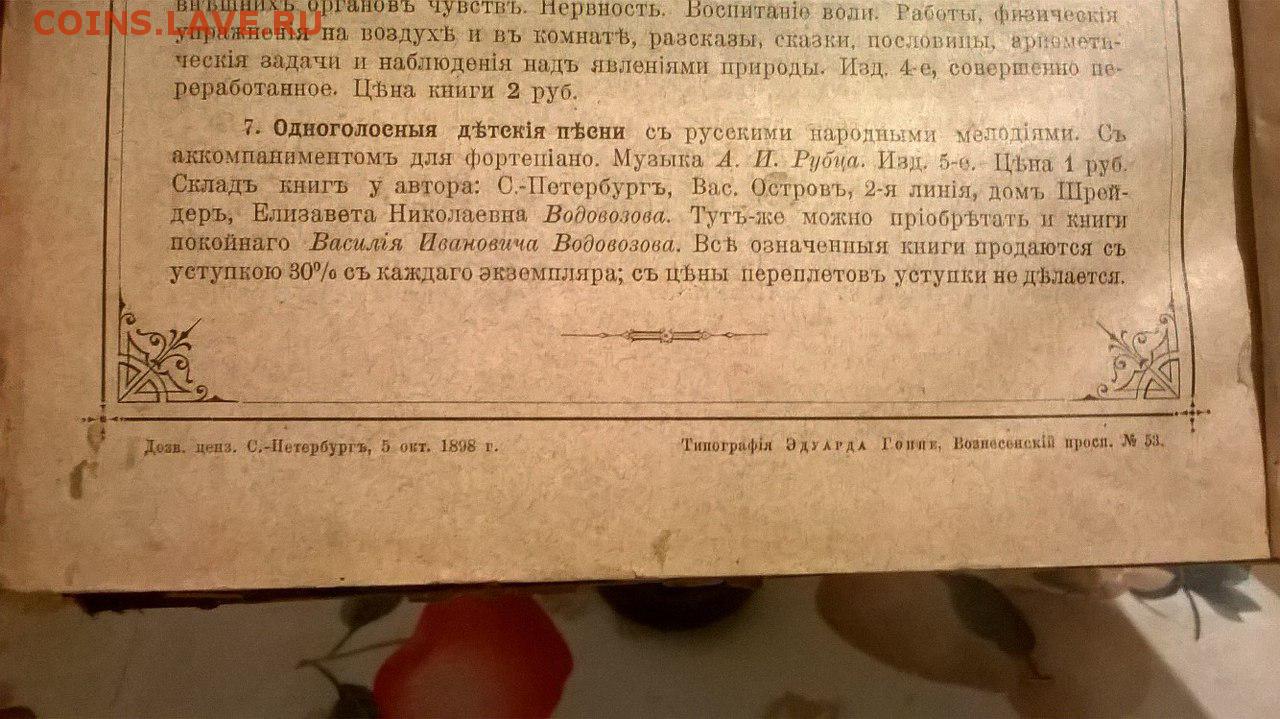 COINS.LAVE.RU
внѣшнихъ органовъ чувствъ. Нервность. Воспитаніе воли. Работы, физическія
упражненья на воздухѣ и въ комнатѣ, разсказы, сказки, пословицы, ариѳмети-
ческія задачи и наблюденія надъ явленіями природы. Изд. 4-е, совершенно пе-
реработанное. Цѣна книги 2 руб.
7. Одноголосныя дѣтскія пѣсни съ русскими народными мелодіями. Съ
аккомпаниментомъ для фортепіано. Музыка А. И. Рубца. Изд. 5-е. Цѣна 1 руб.
Складъ книгъ у автора: С.-Петербургъ, Вас. Островъ, 2-я линія, домъ Шрей-
деръ, Елизавета Николаевна Водовозова. Тутъ-же можно пріобрѣтать и книги
покойнаго Василія Ивановича Водовозова. Всѣ означенныя книги продаются съ
уступкою 30% съ каждаго экземпляра; съ цѣны переплетовъ уступки не дѣлается.
Дозв. ценз. С.-Петербургъ, 5 окт. 1898 г.
Типографія Эдуарда Гоппе, Вознесенскій просп. № 53.